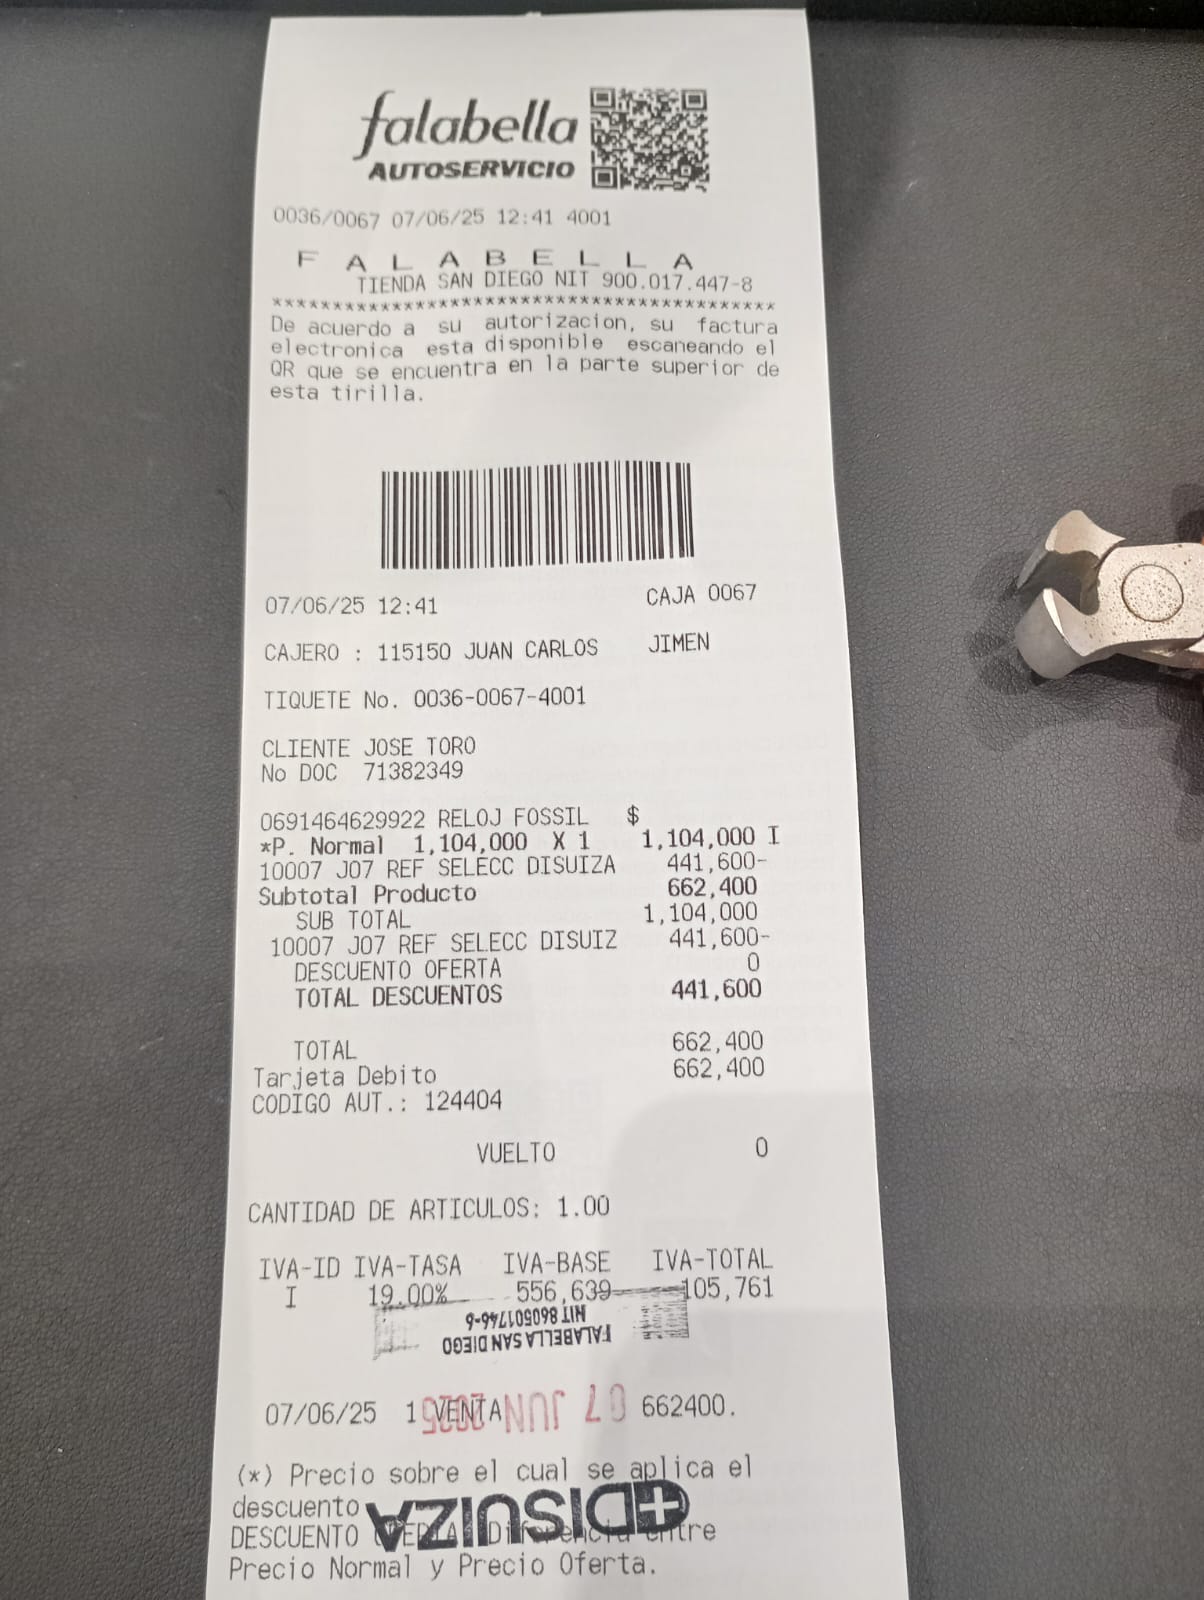 falabella
AUTOSERVICIO
0036/0067 07/06/25 12:41 4001
F A L A B E L L A
TIENDA SAN DIEGO NIT 900.017.447-8
*****************************************
De acuerdo a su autorizacion, su factura
electronica esta disponible escaneando el
QR que se encuentra en la parte superior de
esta tirilla.
07/06/25 12:41 CAJA 0067
CAJERO : 115150 JUAN CARLOS JIMEN
TIQUETE No. 0036-0067-4001
CLIENTE JOSE TORO
No DOC 71382349
0691464629922 RELOJ FOSSIL $
*P. Normal 1,104,000 X 1 1,104,000 I
10007 J07 REF SELECC DISUIZA 441,600-
Subtotal Producto 662,400
SUB TOTAL 1,104,000
10007 J07 REF SELECC DISUIZ 441,600-
DESCUENTO OFERTA 0
TOTAL DESCUENTOS 441,600
TOTAL 662,400
Tarjeta Debito 662,400
CODIGO AUT.: 124404
VUELTO 0
CANTIDAD DE ARTICULOS: 1.00
IVA-ID IVA-TASA IVA-BASE IVA-TOTAL
I 19.00% 556,639 105,761
FALABELLA SAN DIEGO
NIT 860501746-6
07/06/25 1 VENTA 662400.
07 JUN 2025
(*) Precio sobre el cual se aplica el
descuento
DISUIZA
DESCUENTO OFERTA: Diferencia entre
Precio Normal y Precio Oferta.